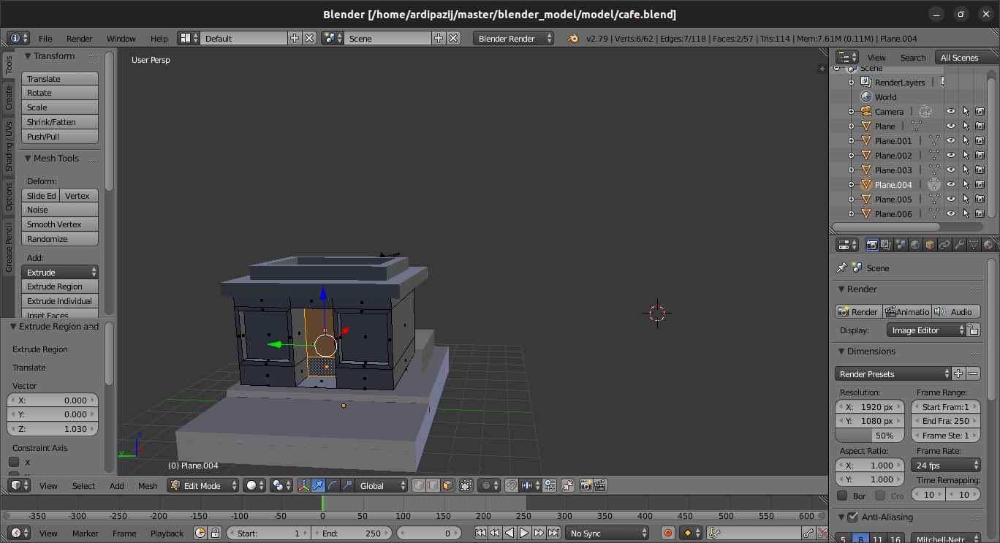 Blender [/home/ardipazij/master/blender_model/model/cafe.blend]
File Render Window Help Default Scene Blender Render v2.79 | Verts:6/62 | Edges:7/118 | Faces:2/57 | Tris:114 | Mem:7.61M (0.11M) | Plane.004
Tools
Create
Shading / UVs
Options
Grease Pencil
Transform
Translate
Rotate
Scale
Shrink/Fatten
Push/Pull
Mesh Tools
Deform:
Slide Ed Vertex
Noise
Smooth Vertex
Randomize
Add:
Extrude
Extrude Region
Extrude Individual
Inset Faces
Extrude Region and
Extrude Region
Translate
Vector
X: 0.000
Y: 0.000
Z: 1.030
Constraint Axis
X
User Persp
z
y
(0) Plane.004
View Select Add Mesh Edit Mode Global
-350 -300 -250 -200 -150 -100 -50 0 50 100 150 200 250 300 350 400 450 500 550 600
View Marker Frame Playback Start: 1 End: 250 0 No Sync
View Search All Scenes
Scene
RenderLayers |
World
Camera |
Plane |
Plane.001 |
Plane.002 |
Plane.003 |
Plane.004 |
Plane.005 |
Plane.006 |
Scene
Render
Render Animatio Audio
Display: Image Editor
Dimensions
Render Presets
Resolution: Frame Range:
X: 1920 px Start Fram:1
Y: 1080 px End Fra: 250
50% Frame Ste: 1
Aspect Ratio: Frame Rate:
X: 1.000 24 fps
Y: 1.000 Time Remapping:
Bor Cro 10 10
Anti-Aliasing
5 8 11 16 Mitchell-Netr...